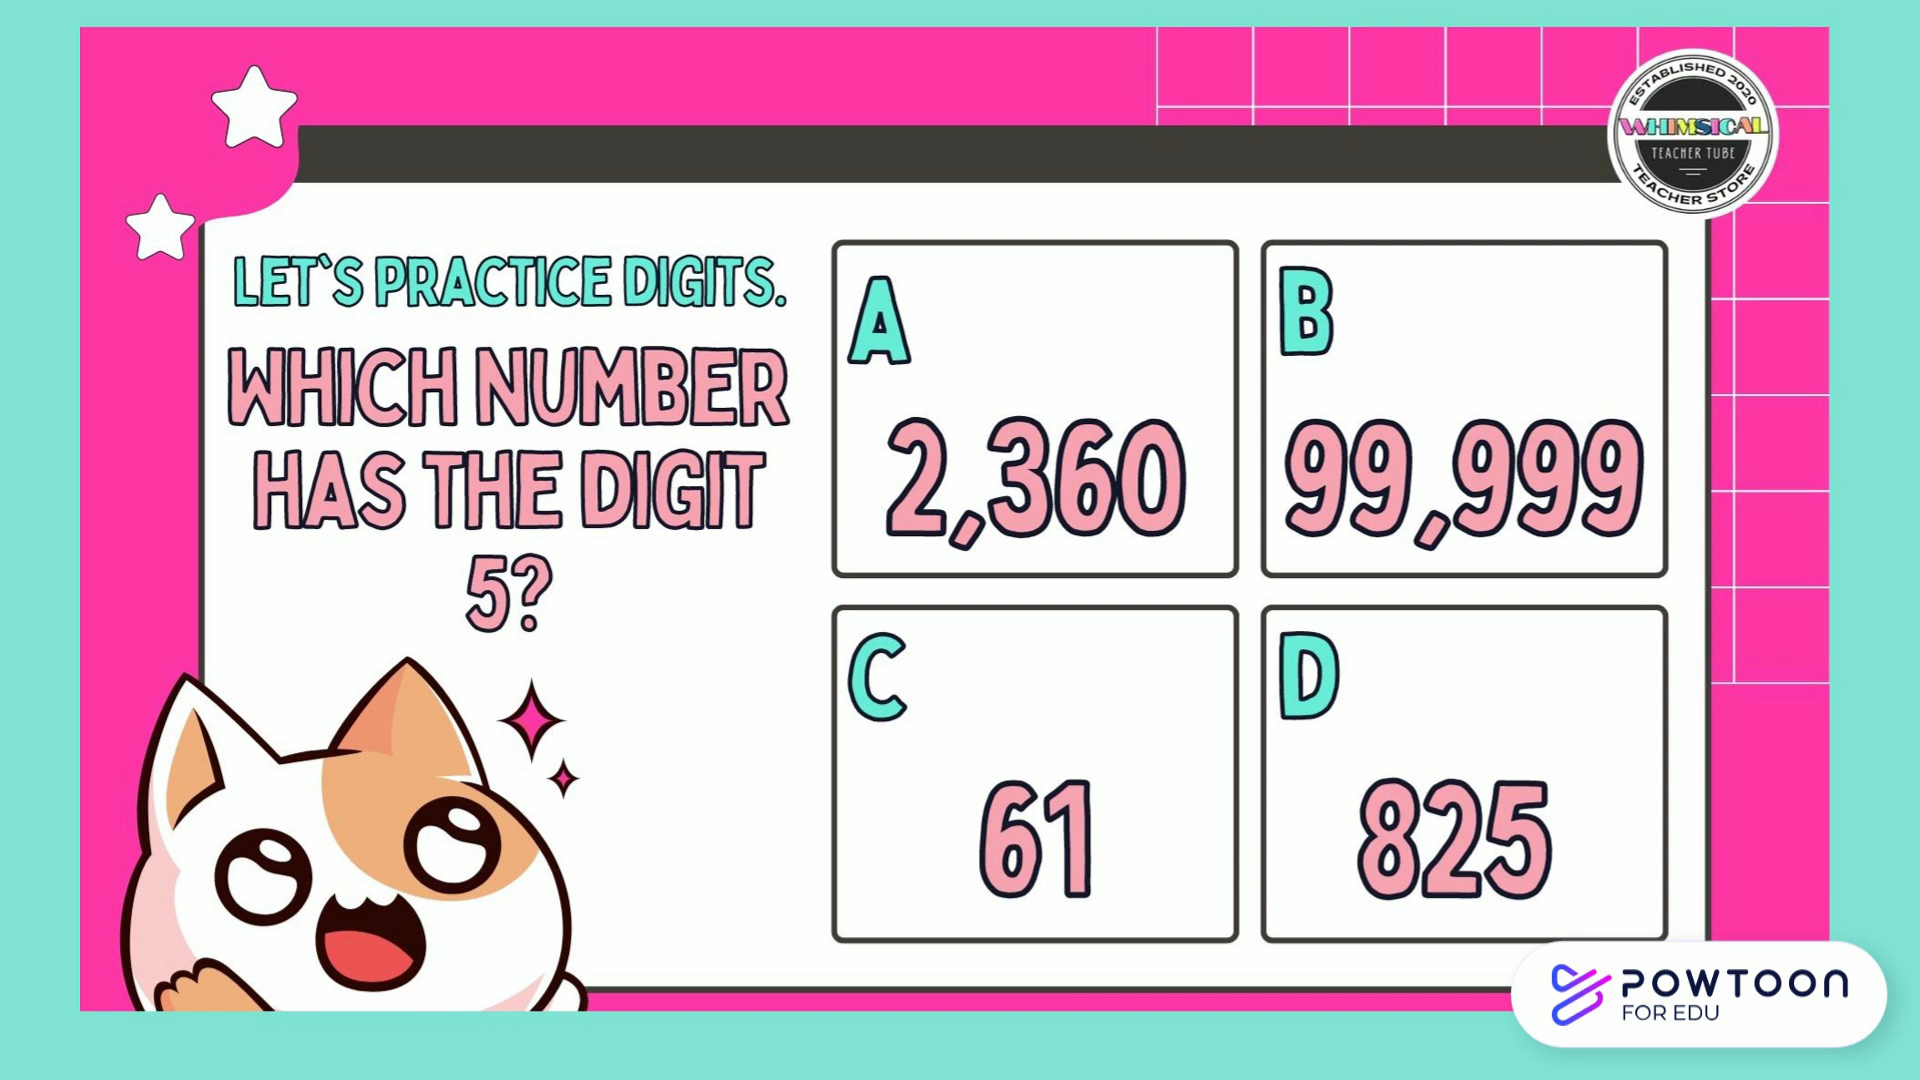 ESTABLISHED 2020
WHIMSICAL
TEACHER TUBE
TEACHER STORE
LET`S PRACTICE DIGITS.
WHICH NUMBER
HAS THE DIGIT
5?
A
2,360
B
99,999
C
61
D
825
POWTOON
FOR EDU